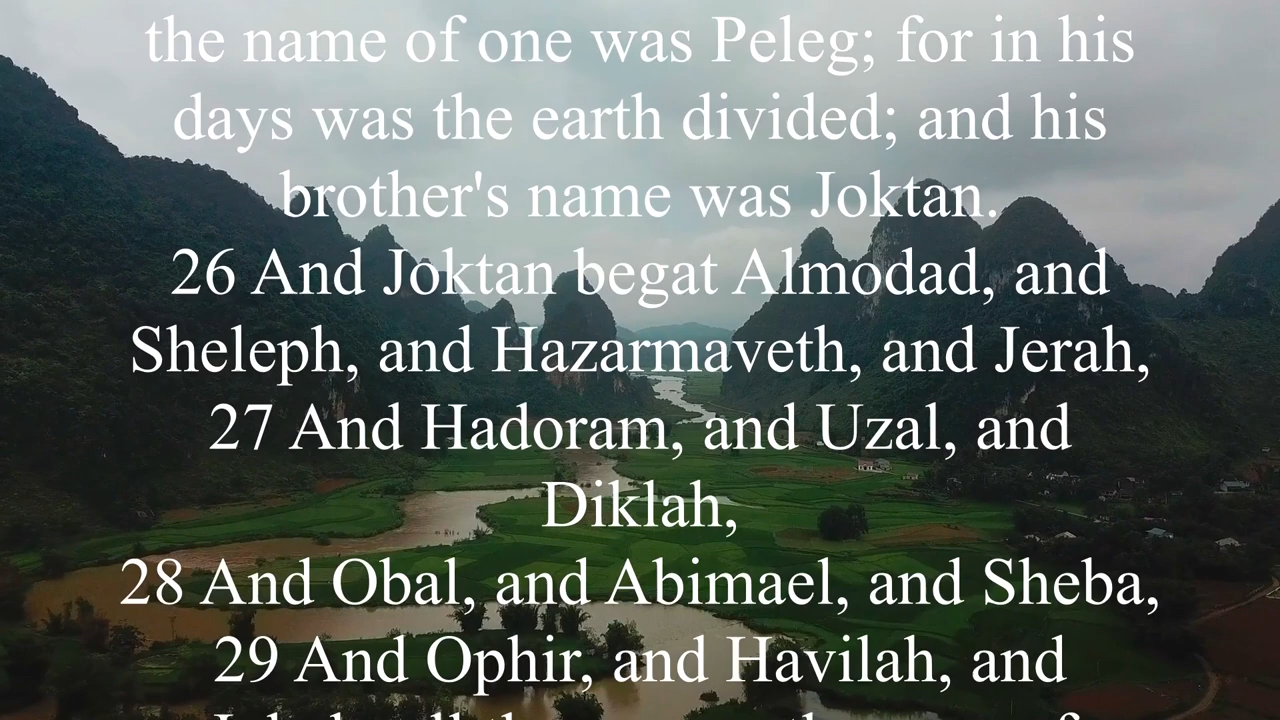 the name of one was Peleg; for in his
days was the earth divided; and his
brother's name was Joktan.
26 And Joktan begat Almodad, and
Sheleph, and Hazarmaveth, and Jerah,
27 And Hadoram, and Uzal, and
Diklah,
28 And Obal, and Abimael, and Sheba,
29 And Ophir, and Havilah, and